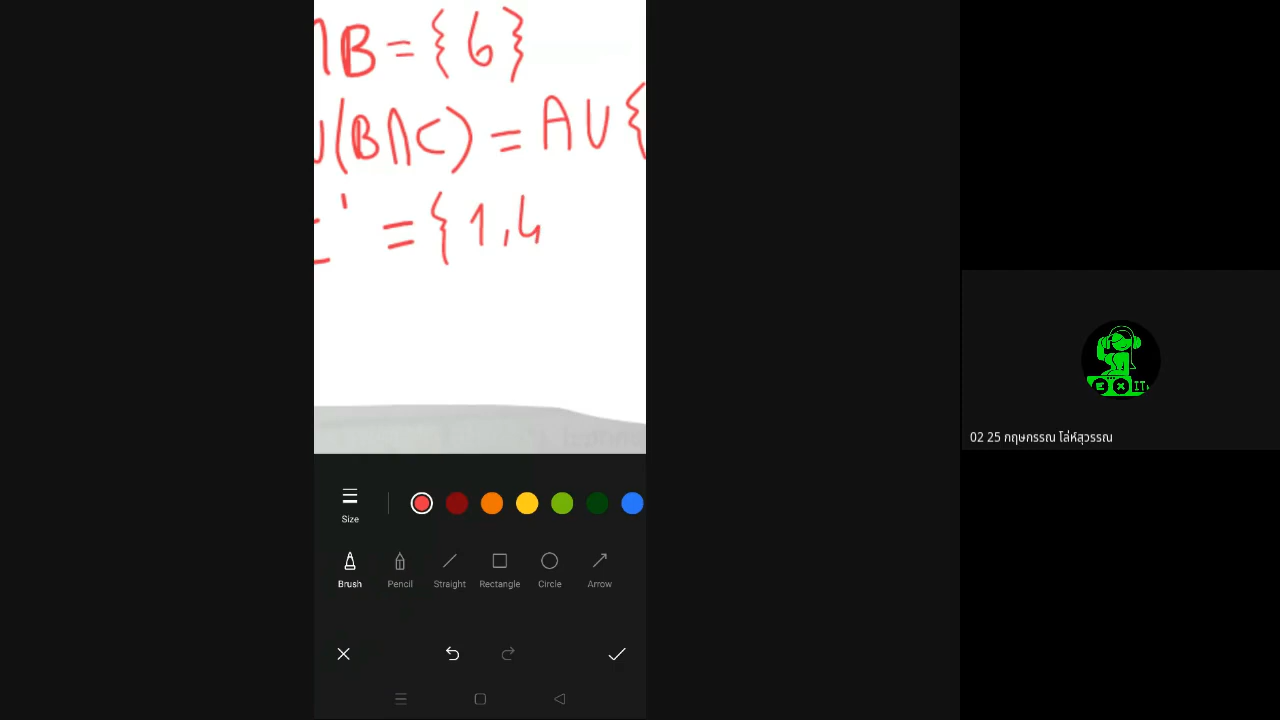 ∩B = { 6 }
∪(B∩C) = A∪{
' = { 1, 4
Size
Brush Pencil Straight Rectangle Circle Arrow
EXIT
02 25 กฤษกรรณ โล่ห์สุวรรณ